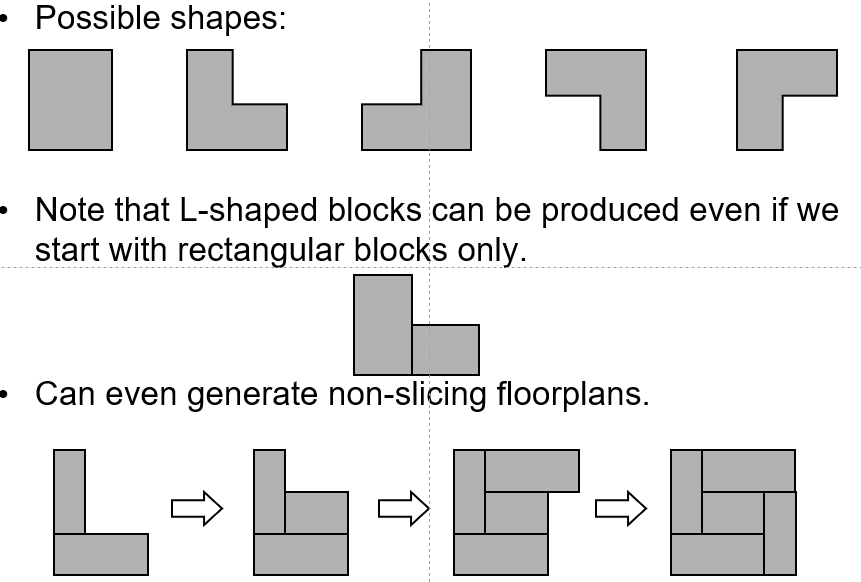 • Possible shapes:
• Note that L-shaped blocks can be produced even if we
start with rectangular blocks only.
• Can even generate non-slicing floorplans.